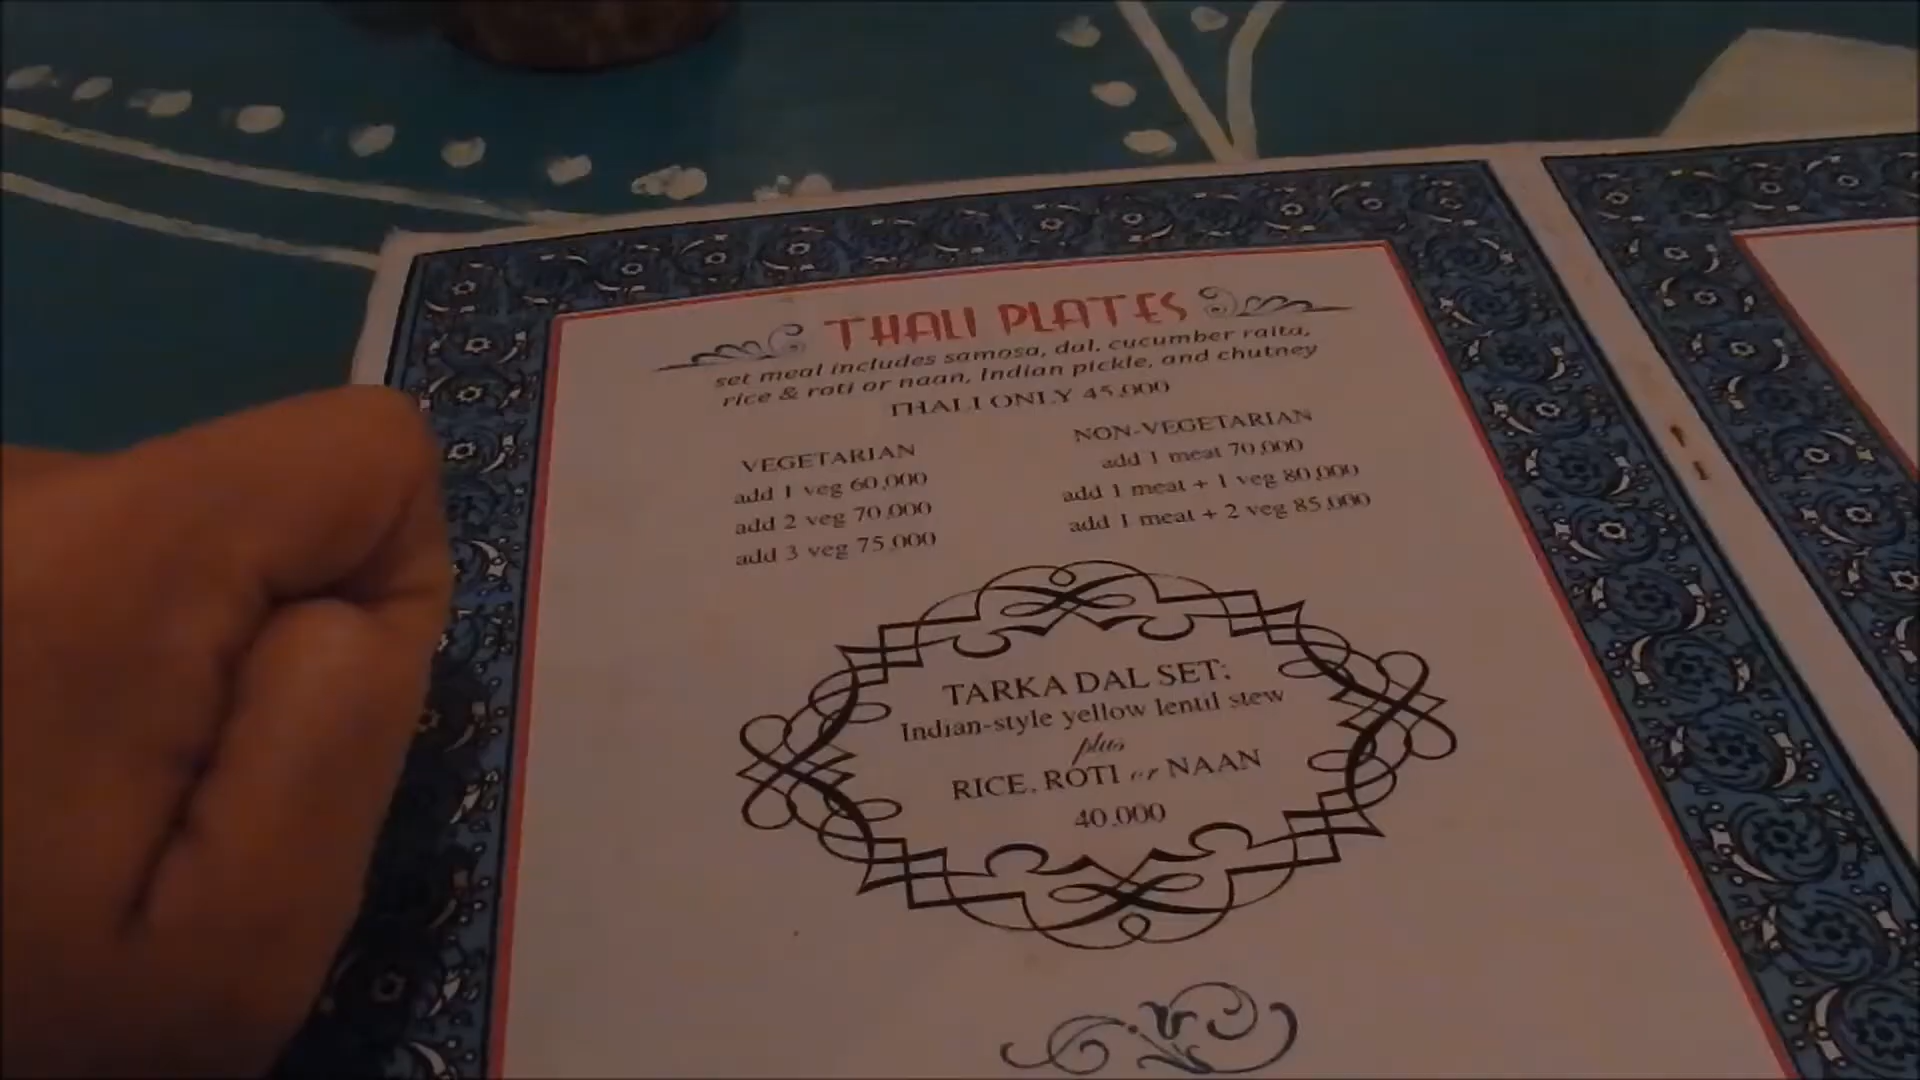 THALI PLATES
set meal includes samosa, dal, cucumber raita,
rice & roti or naan, Indian pickle, and chutney
THALI ONLY 45,000
VEGETARIAN
add 1 veg 60,000
add 2 veg 70,000
add 3 veg 75,000
NON-VEGETARIAN
add 1 meat 70,000
add 1 meat + 1 veg 80,000
add 1 meat + 2 veg 85,000
TARKA DAL SET:
Indian-style yellow lentil stew
plus
RICE, ROTI or NAAN
40,000